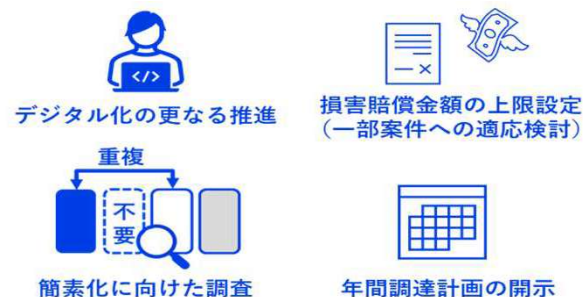 </>
デジタル化の更なる推進
損害賠償金額の上限設定
(一部案件への適応検討)
重複
不
要
簡素化に向けた調査
年間調達計画の開示